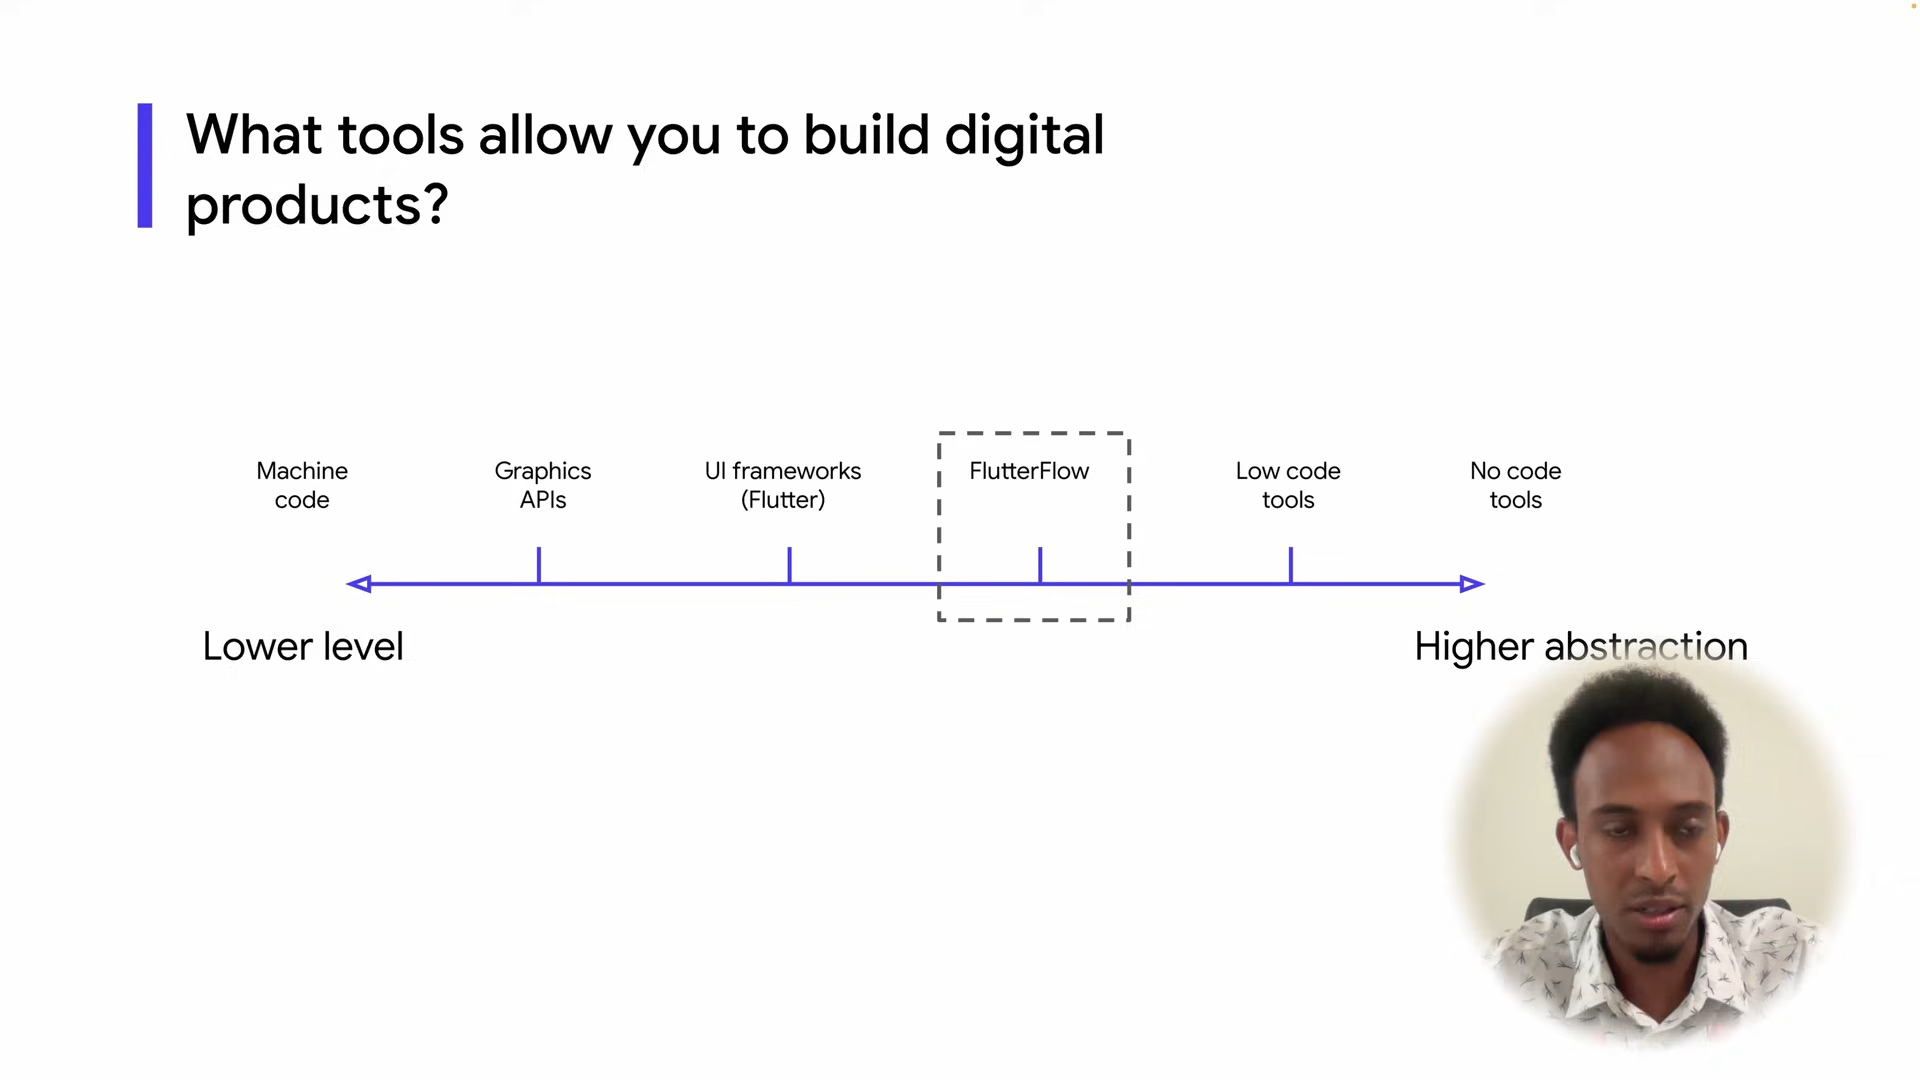 What tools allow you to build digital
products?
Machine
code
Graphics
APIs
UI frameworks
(Flutter)
FlutterFlow
Low code
tools
No code
tools
Lower level
Higher abstraction